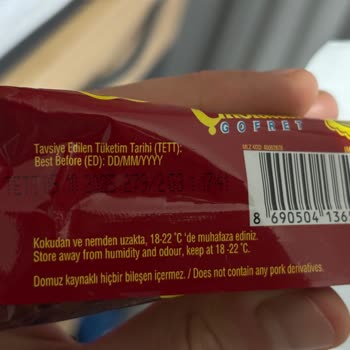 GOFRET
Tavsiye Edilen Tüketim Tarihi (TETT):
Best Before (ED): DD/MM/YYYY
8 690504 136
Kokudan ve nemden uzakta, 18-22 °C 'de muhafaza ediniz.
Store away from humidity and odour, keep at 18 -22 °C.
Domuz kaynaklı hiçbir bileşen içermez. / Does not contain any pork derivatives.